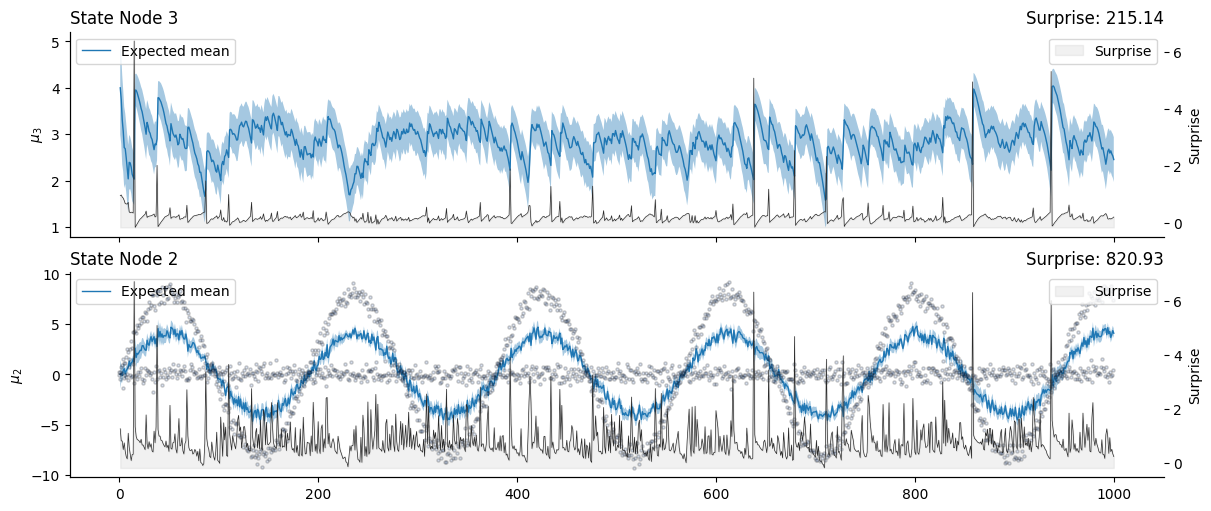 State Node 3 Surprise: 215.14
Expected mean
Surprise
5
4
3
2
1
μ3
6
4
2
0
Surprise
State Node 2 Surprise: 820.93
Expected mean
Surprise
10
5
0
−5
−10
μ2
6
4
2
0
Surprise
0 200 400 600 800 1000